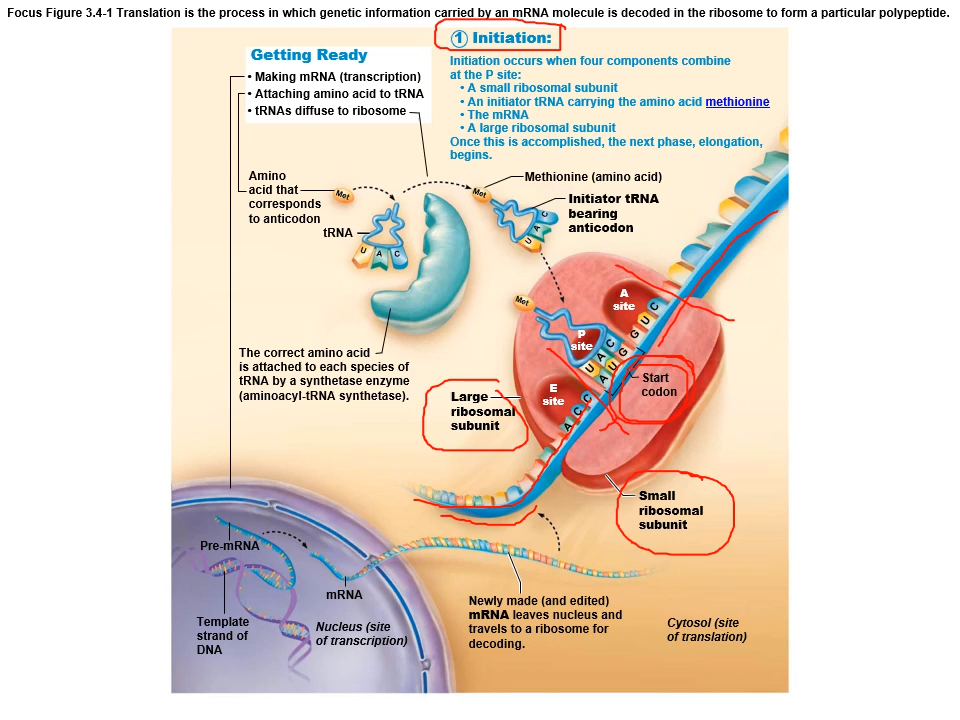 Focus Figure 3.4-1 Translation is the process in which genetic information carried by an mRNA molecule is decoded in the ribosome to form a particular polypeptide.
Getting Ready
• Making mRNA (transcription)
• Attaching amino acid to tRNA
• tRNAs diffuse to ribosome
1 Initiation:
Initiation occurs when four components combine
at the P site:
• A small ribosomal subunit
• An initiator tRNA carrying the amino acid methionine
• The mRNA
• A large ribosomal subunit
Once this is accomplished, the next phase, elongation,
begins.
Amino
acid that
corresponds
to anticodon
Met
tRNA
U A C
Met
Methionine (amino acid)
Initiator tRNA
bearing
anticodon
U A C
Met
A
site
P
site
E
site
U A C
A C C A U G G U C
Start
codon
Large
ribosomal
subunit
Small
ribosomal
subunit
The correct amino acid
is attached to each species of
tRNA by a synthetase enzyme
(aminoacyl-tRNA synthetase).
Pre-mRNA
mRNA
Template
strand of
DNA
Nucleus (site
of transcription)
Newly made (and edited)
mRNA leaves nucleus and
travels to a ribosome for
decoding.
Cytosol (site
of translation)